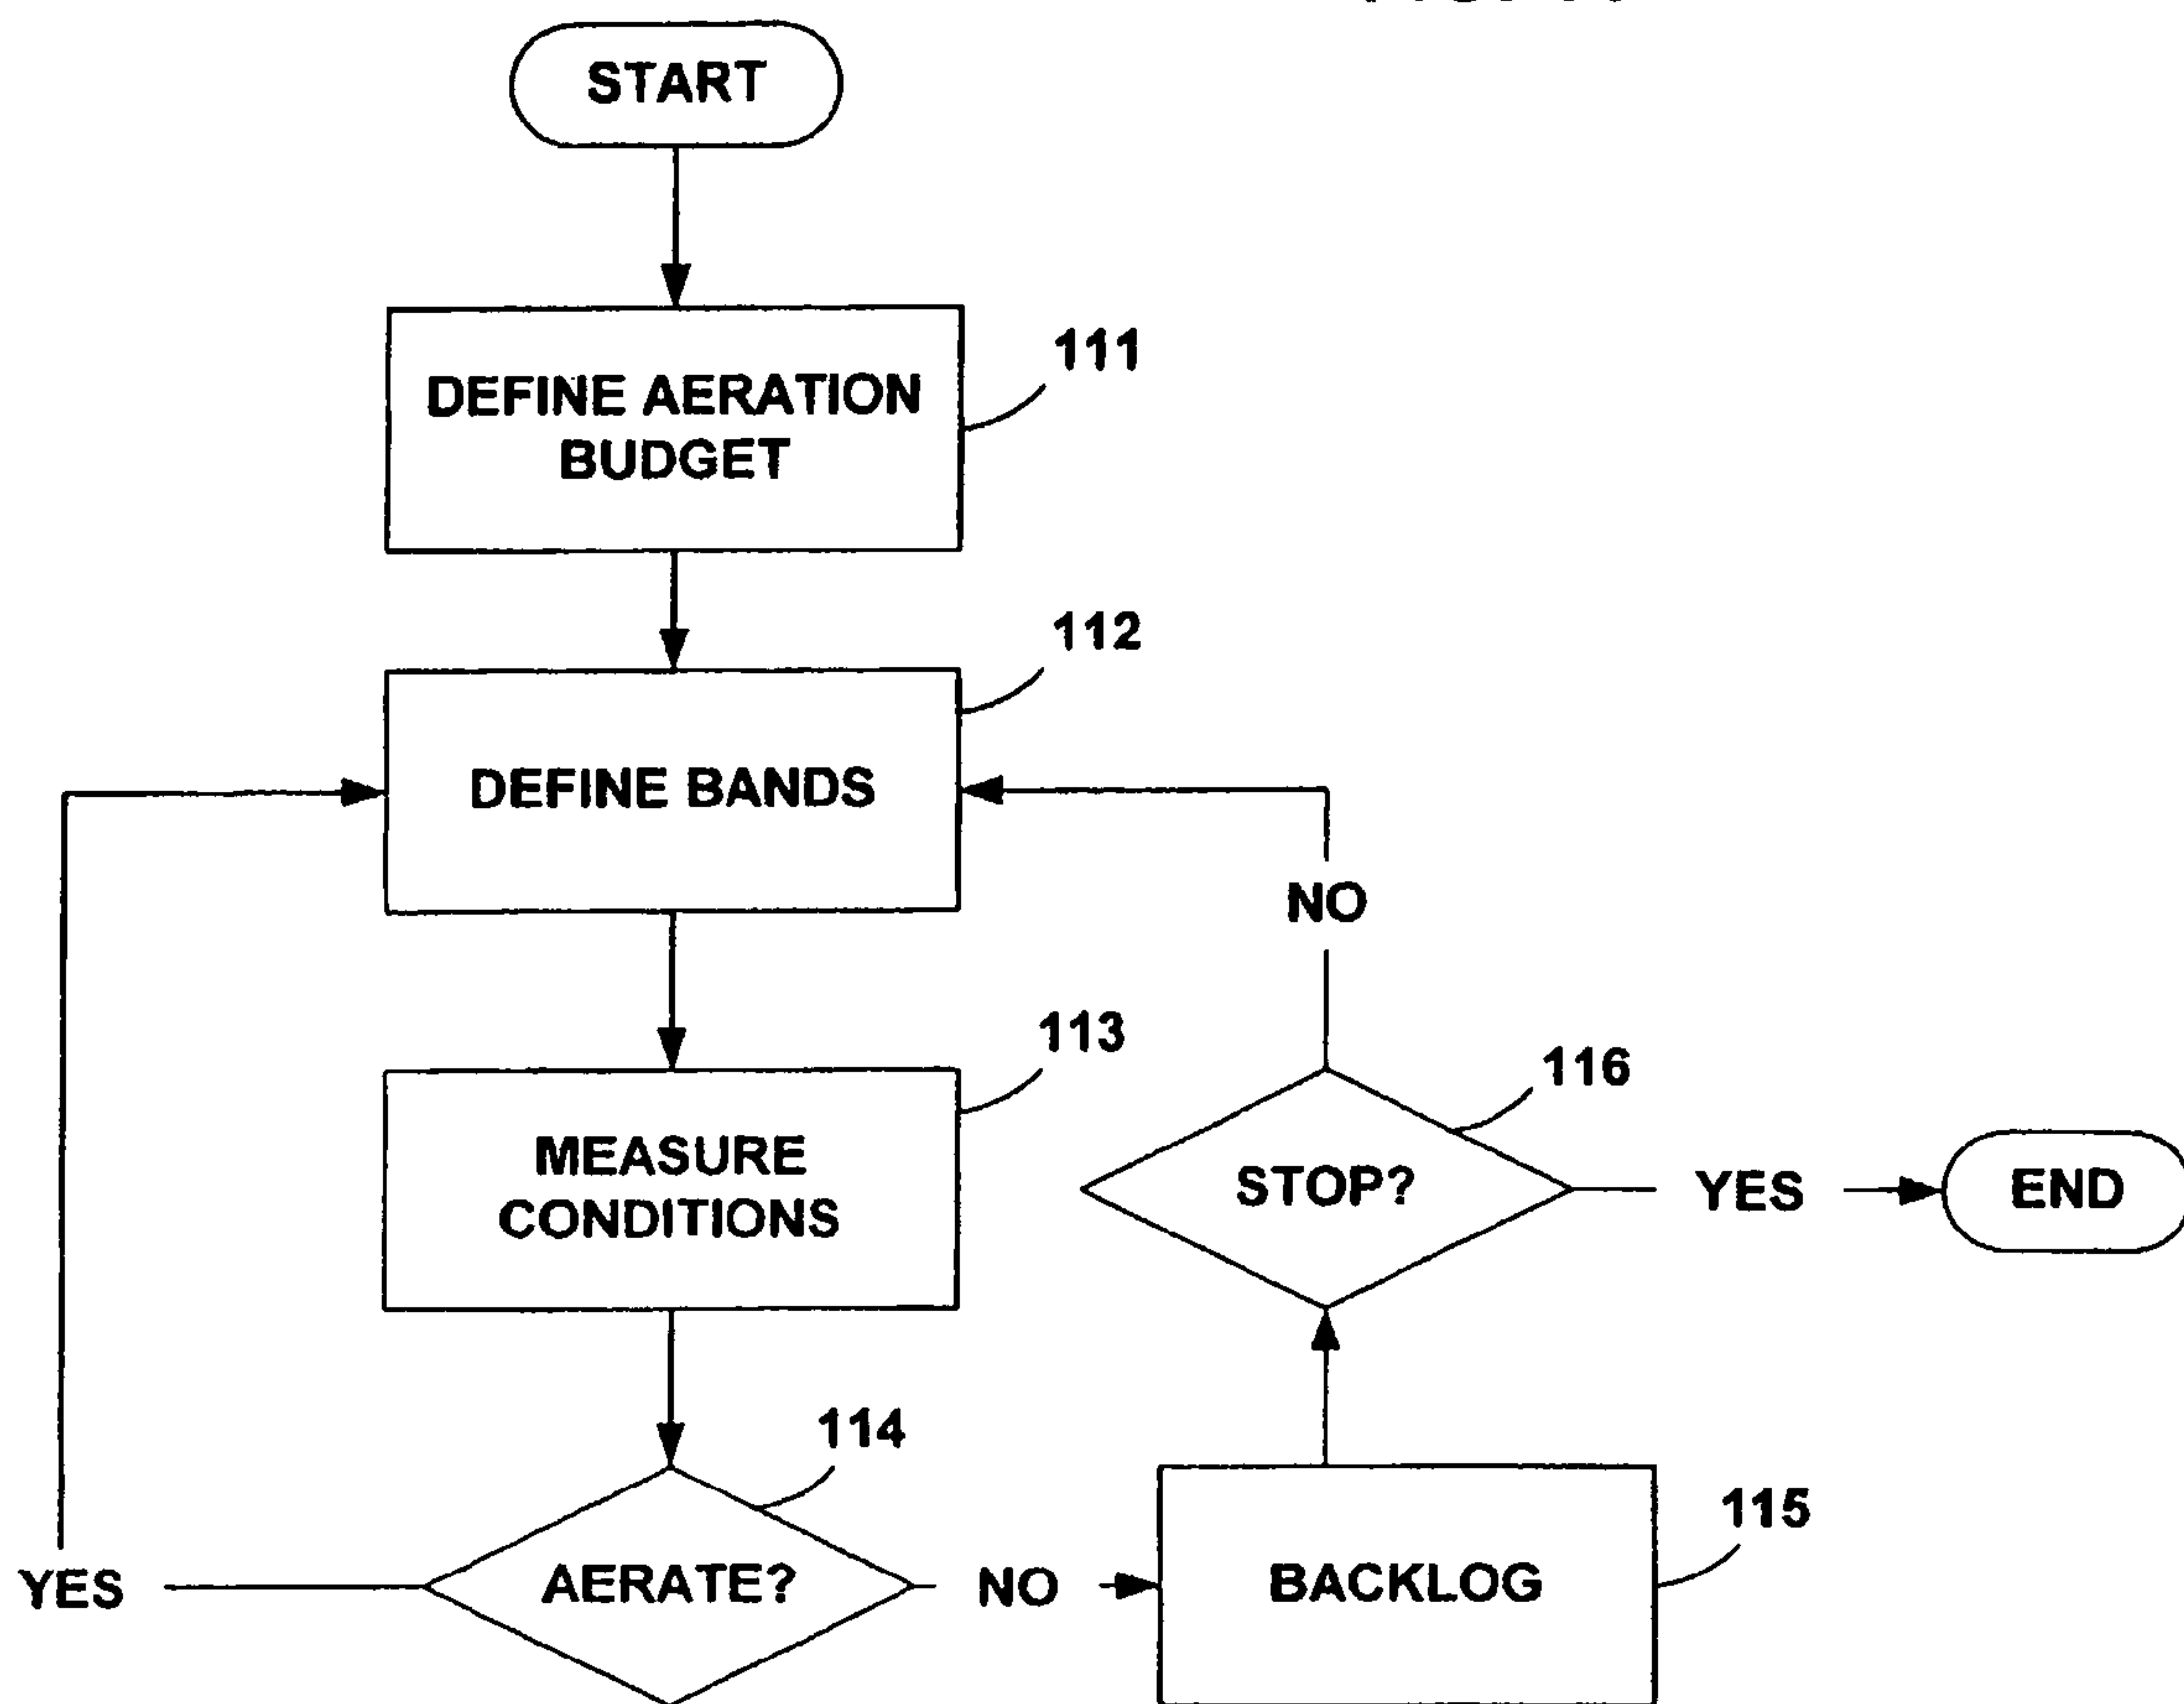 START
DEFINE AERATION
BUDGET
111
112
DEFINE BANDS
NO
113
MEASURE
CONDITIONS
116
STOP?
YES
END
114
YES
AERATE?
NO
BACKLOG
115